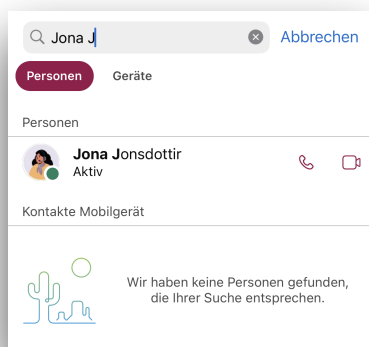 Jona J
Abbrechen
Personen
Geräte
Personen
Jona Jonsdottir
Aktiv
Kontakte Mobilgerät
Wir haben keine Personen gefunden,
die Ihrer Suche entsprechen.